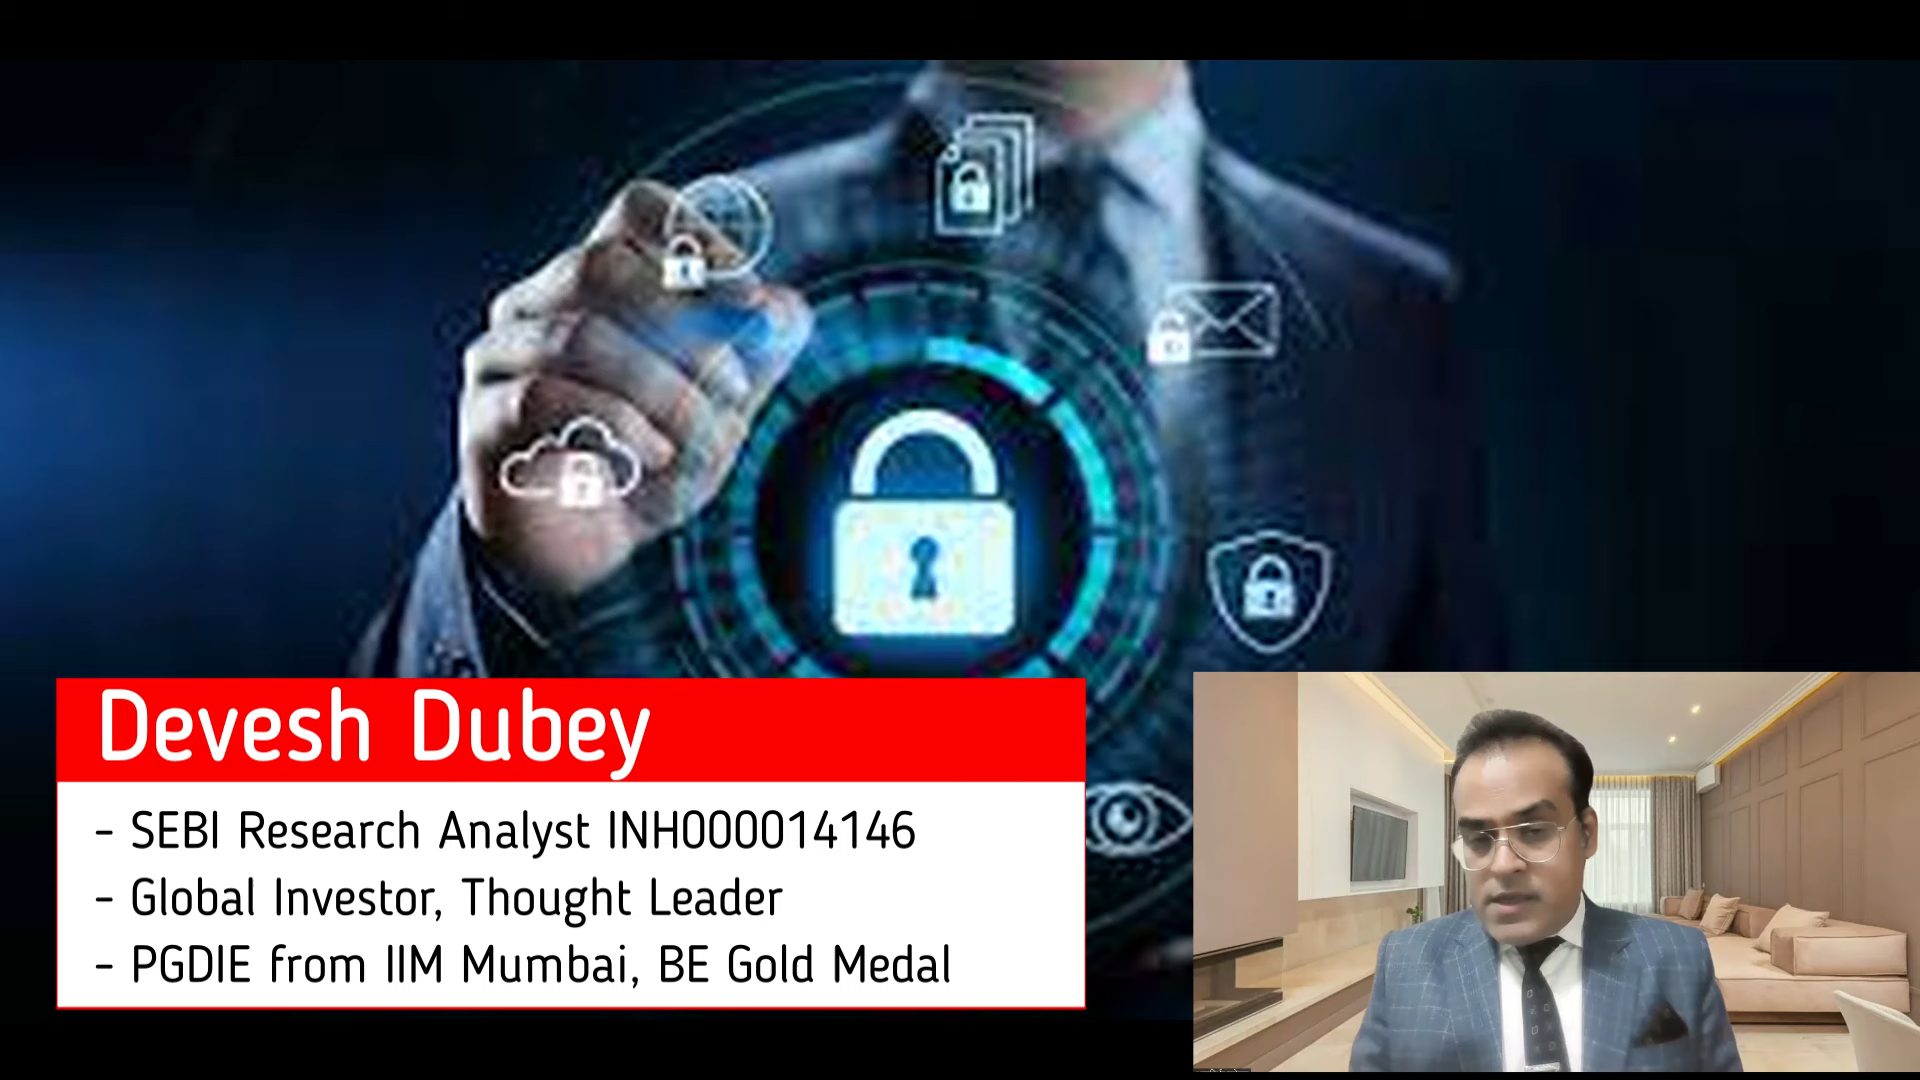 Devesh Dubey
- SEBI Research Analyst INH000014146
- Global Investor, Thought Leader
- PGDIE from IIM Mumbai, BE Gold Medal